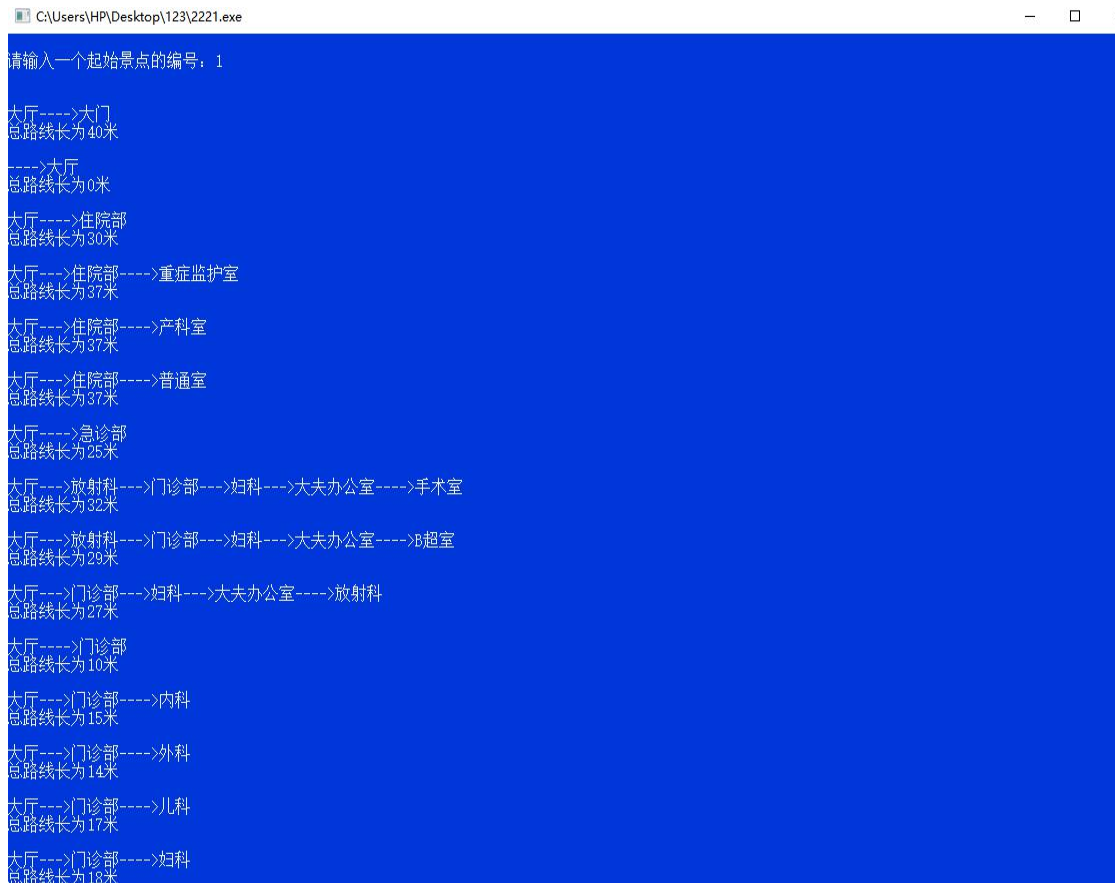 C:\Users\HP\Desktop\123\2221.exe
请输入一个起始景点的编号：1
大厅---->大门
总路线长为40米
---->大厅
总路线长为0米
大厅---->住院部
总路线长为30米
大厅--->住院部---->重症监护室
总路线长为37米
大厅--->住院部---->产科室
总路线长为37米
大厅--->住院部---->普通室
总路线长为37米
大厅---->急诊部
总路线长为25米
大厅--->放射科--->门诊部--->妇科--->大夫办公室---->手术室
总路线长为32米
大厅--->放射科--->门诊部--->妇科--->大夫办公室---->B超室
总路线长为29米
大厅--->门诊部--->妇科--->大夫办公室---->放射科
总路线长为27米
大厅---->门诊部
总路线长为10米
大厅--->门诊部---->内科
总路线长为15米
大厅--->门诊部---->外科
总路线长为14米
大厅--->门诊部---->儿科
总路线长为17米
大厅--->门诊部---->妇科
总路线长为18米